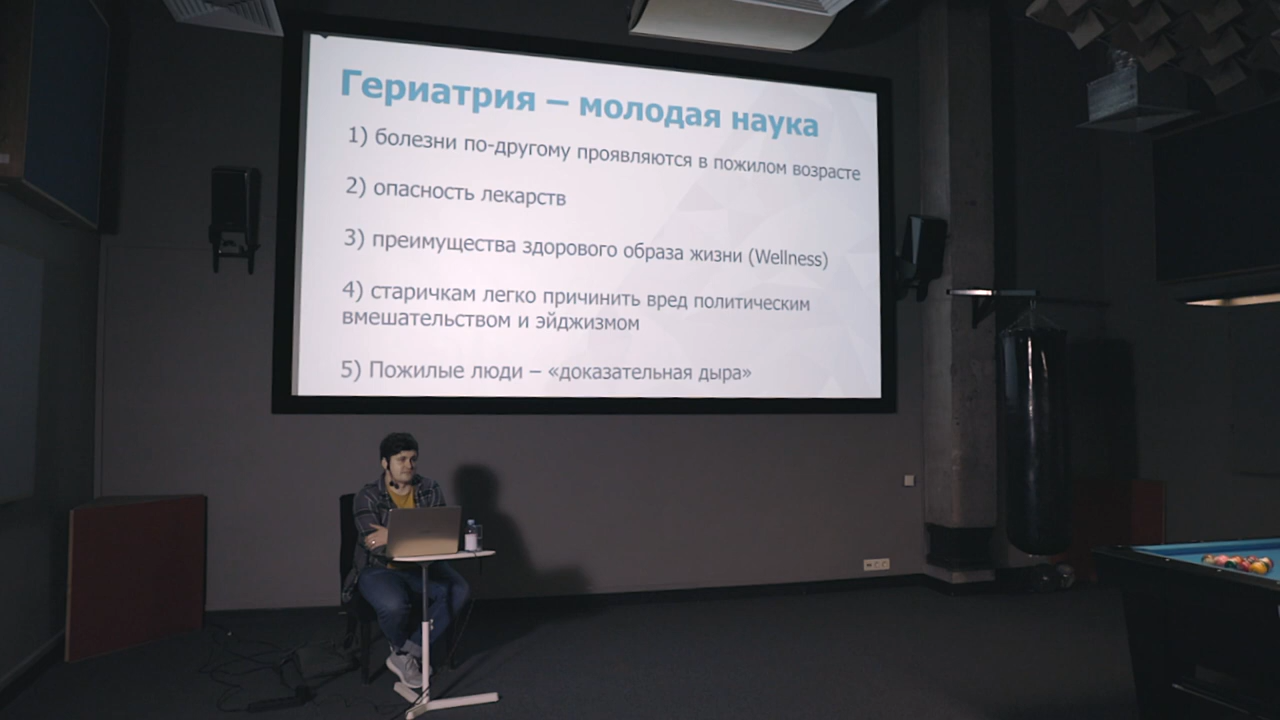 Гериатрия – молодая наука
1) болезни по-другому проявляются в пожилом возрасте
2) опасность лекарств
3) преимущества здорового образа жизни (Wellness)
4) старичкам легко причинить вред политическим
вмешательством и эйджизмом
5) Пожилые люди – «доказательная дыра»